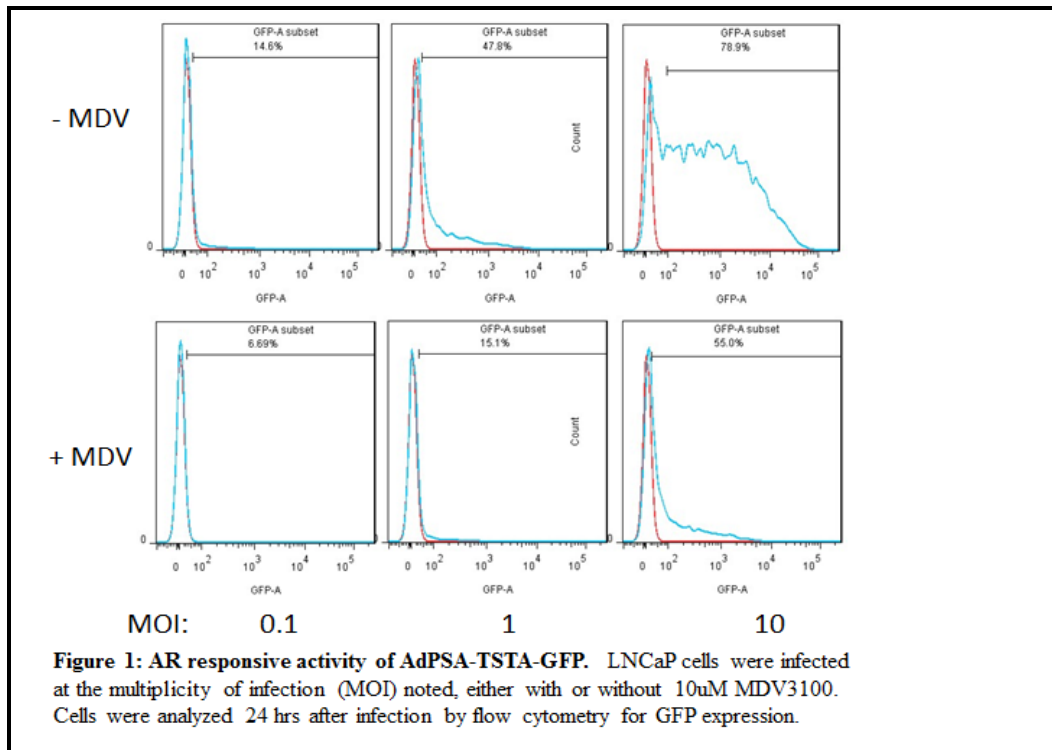 GFP-A subset
14.6%
GFP-A subset
47.8%
GFP-A subset
78.9%
- MDV
Count
0
0
0
0 10^2 10^3 10^4 10^5
0 10^2 10^3 10^4 10^5
0 10^2 10^3 10^4 10^5
GFP-A
GFP-A
GFP-A
GFP-A subset
6.69%
GFP-A subset
15.1%
GFP-A subset
55.0%
+ MDV
Count
0
0
0
0 10^2 10^3 10^4 10^5
0 10^2 10^3 10^4 10^5
0 10^2 10^3 10^4 10^5
GFP-A
GFP-A
GFP-A
MOI: 0.1 1 10
Figure 1: AR responsive activity of AdPSA-TSTA-GFP. LNCaP cells were infected
at the multiplicity of infection (MOI) noted, either with or without 10uM MDV3100.
Cells were analyzed 24 hrs after infection by flow cytometry for GFP expression.